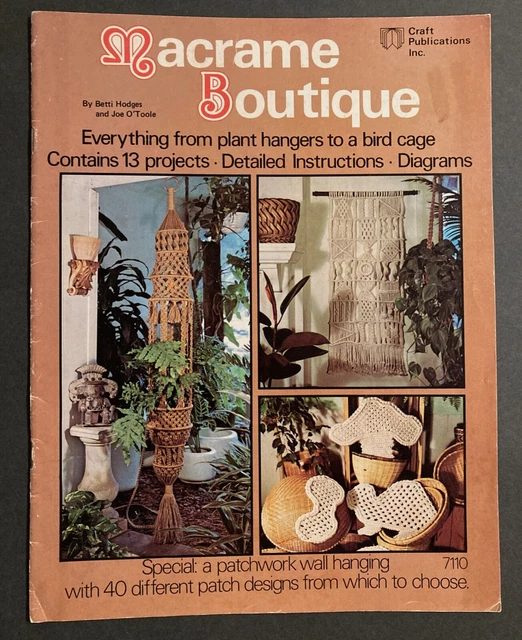 Macrame
Boutique
Craft
Publications
Inc.
By Betti Hodges
and Joe O'Toole
Everything from plant hangers to a bird cage
Contains 13 projects · Detailed Instructions · Diagrams
Special: a patchwork wall hanging
7110
with 40 different patch designs from which to choose.